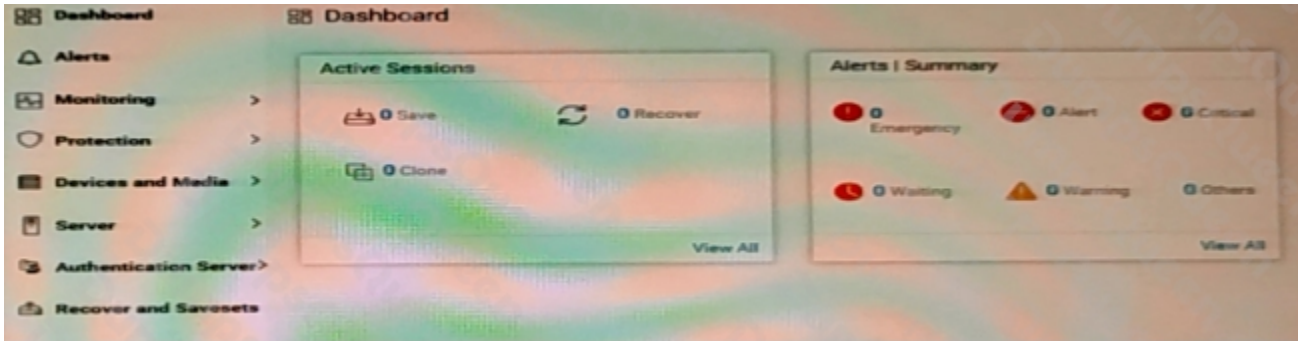 Dashboard
Alerts
Monitoring >
Protection >
Devices and Media >
Server >
Authentication Server>
Recover and Savesets
Dashboard
Active Sessions
0 Save
0 Recover
0 Clone
View All
Alerts | Summary
0
Emergency
0 Alert
0 Critical
0 Waiting
0 Warning
0 Others
View All